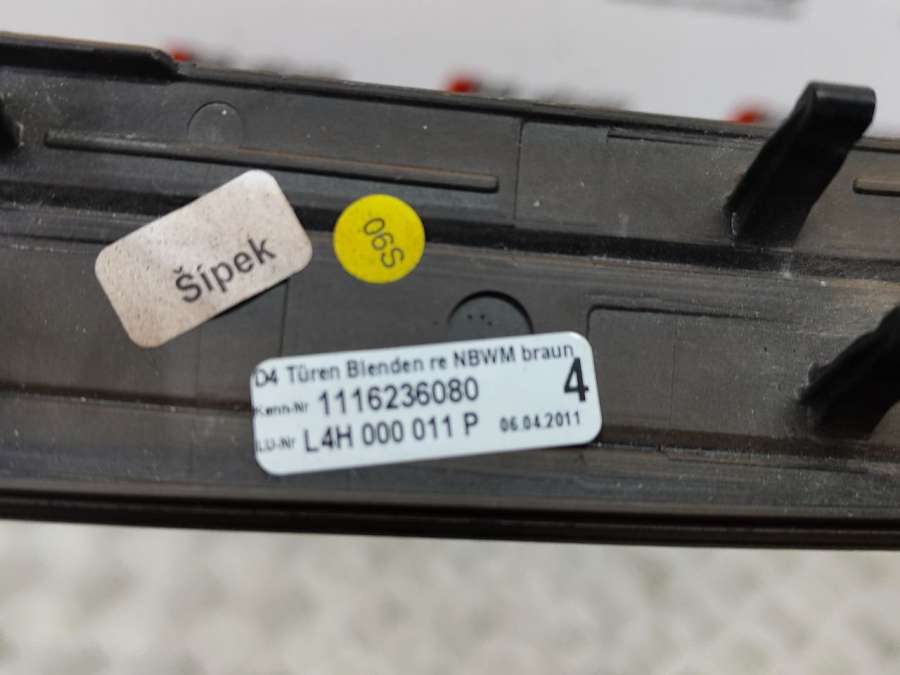 Šípek
06S
D4 Türen Blenden re NBWM braun
Kenn-Nr 1116236080
4
LU-Nr L4H 000 011 P 06.04.2011